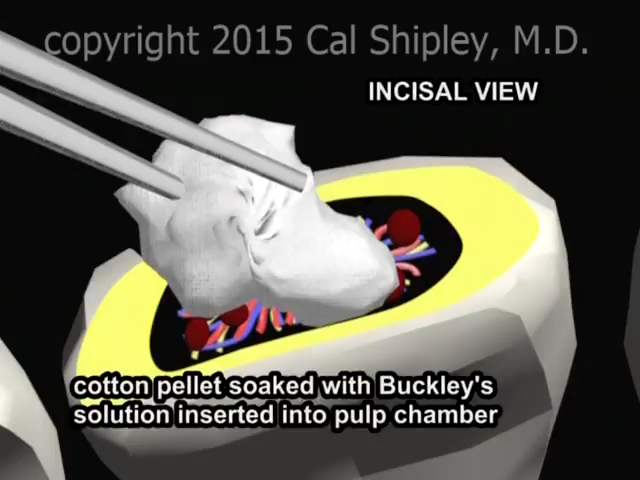 copyright 2015 Cal Shipley, M.D.
INCISAL VIEW
cotton pellet soaked with Buckley's
solution inserted into pulp chamber